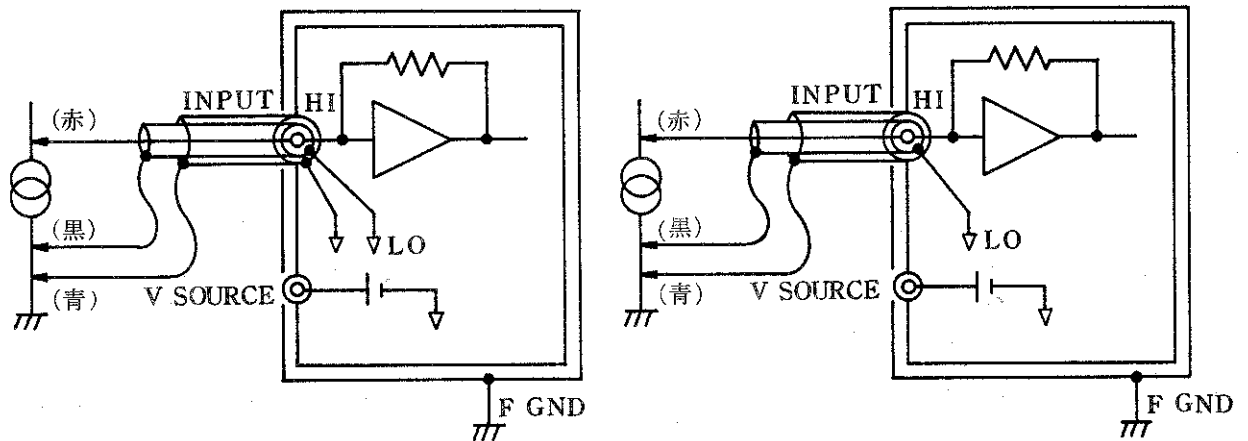 INPUT HI
(赤)
(黒)
LO
(青)
V SOURCE
F GND
INPUT HI
(赤)
(黒)
LO
(青)
V SOURCE
F GND